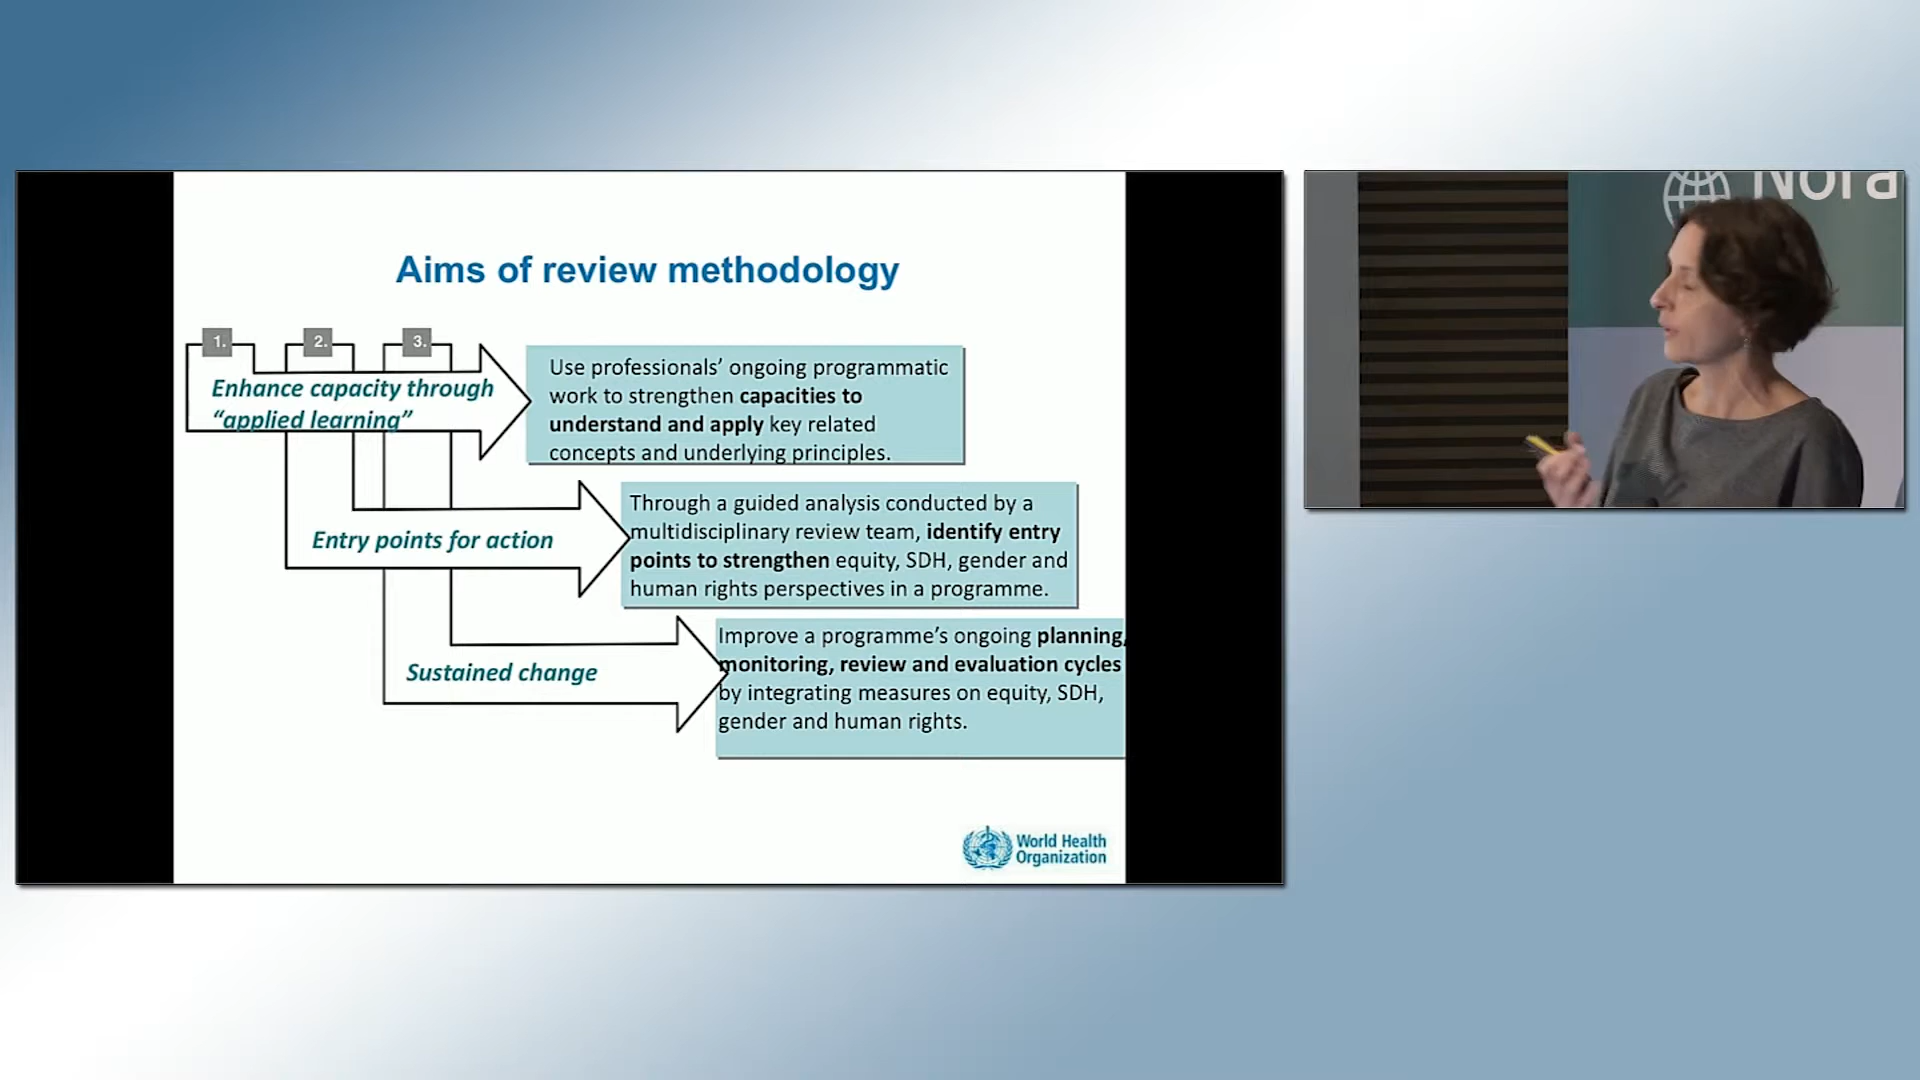 Aims of review methodology
1.
2.
3.
Enhance capacity through
“applied learning”
Use professionals’ ongoing programmatic
work to strengthen capacities to
understand and apply key related
concepts and underlying principles.
Entry points for action
Through a guided analysis conducted by a
multidisciplinary review team, identify entry
points to strengthen equity, SDH, gender and
human rights perspectives in a programme.
Sustained change
Improve a programme’s ongoing planning,
monitoring, review and evaluation cycles
by integrating measures on equity, SDH,
gender and human rights.
World Health
Organization
Nora